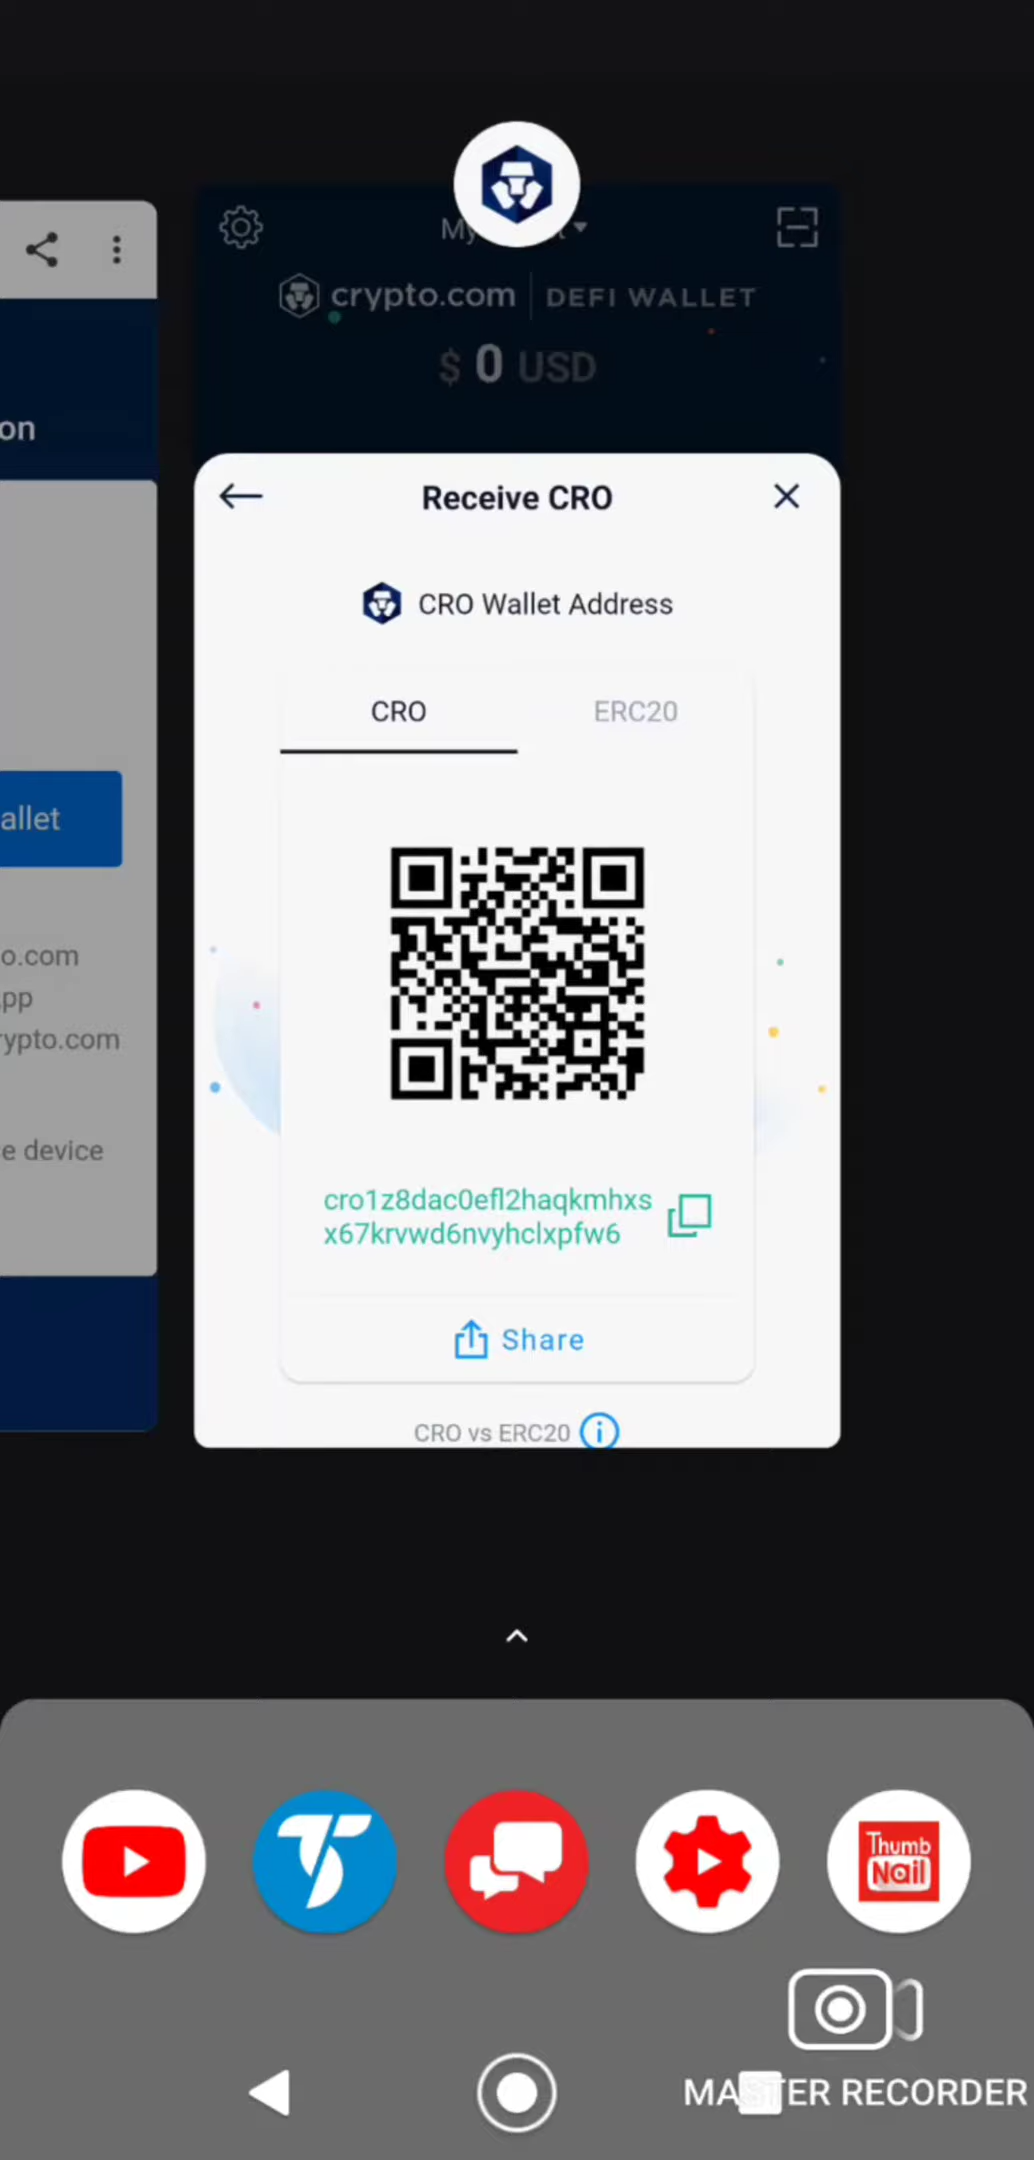 My
crypto.com DEFI WALLET
$ 0 USD
on
Receive CRO
CRO Wallet Address
CRO ERC20
allet
o.com
pp
rypto.com
e device
cro1z8dac0efl2haqkmhxs
x67krvwd6nvyhclxpfw6
Share
CRO vs ERC20
Thumb
Nail
MASTER RECORDER